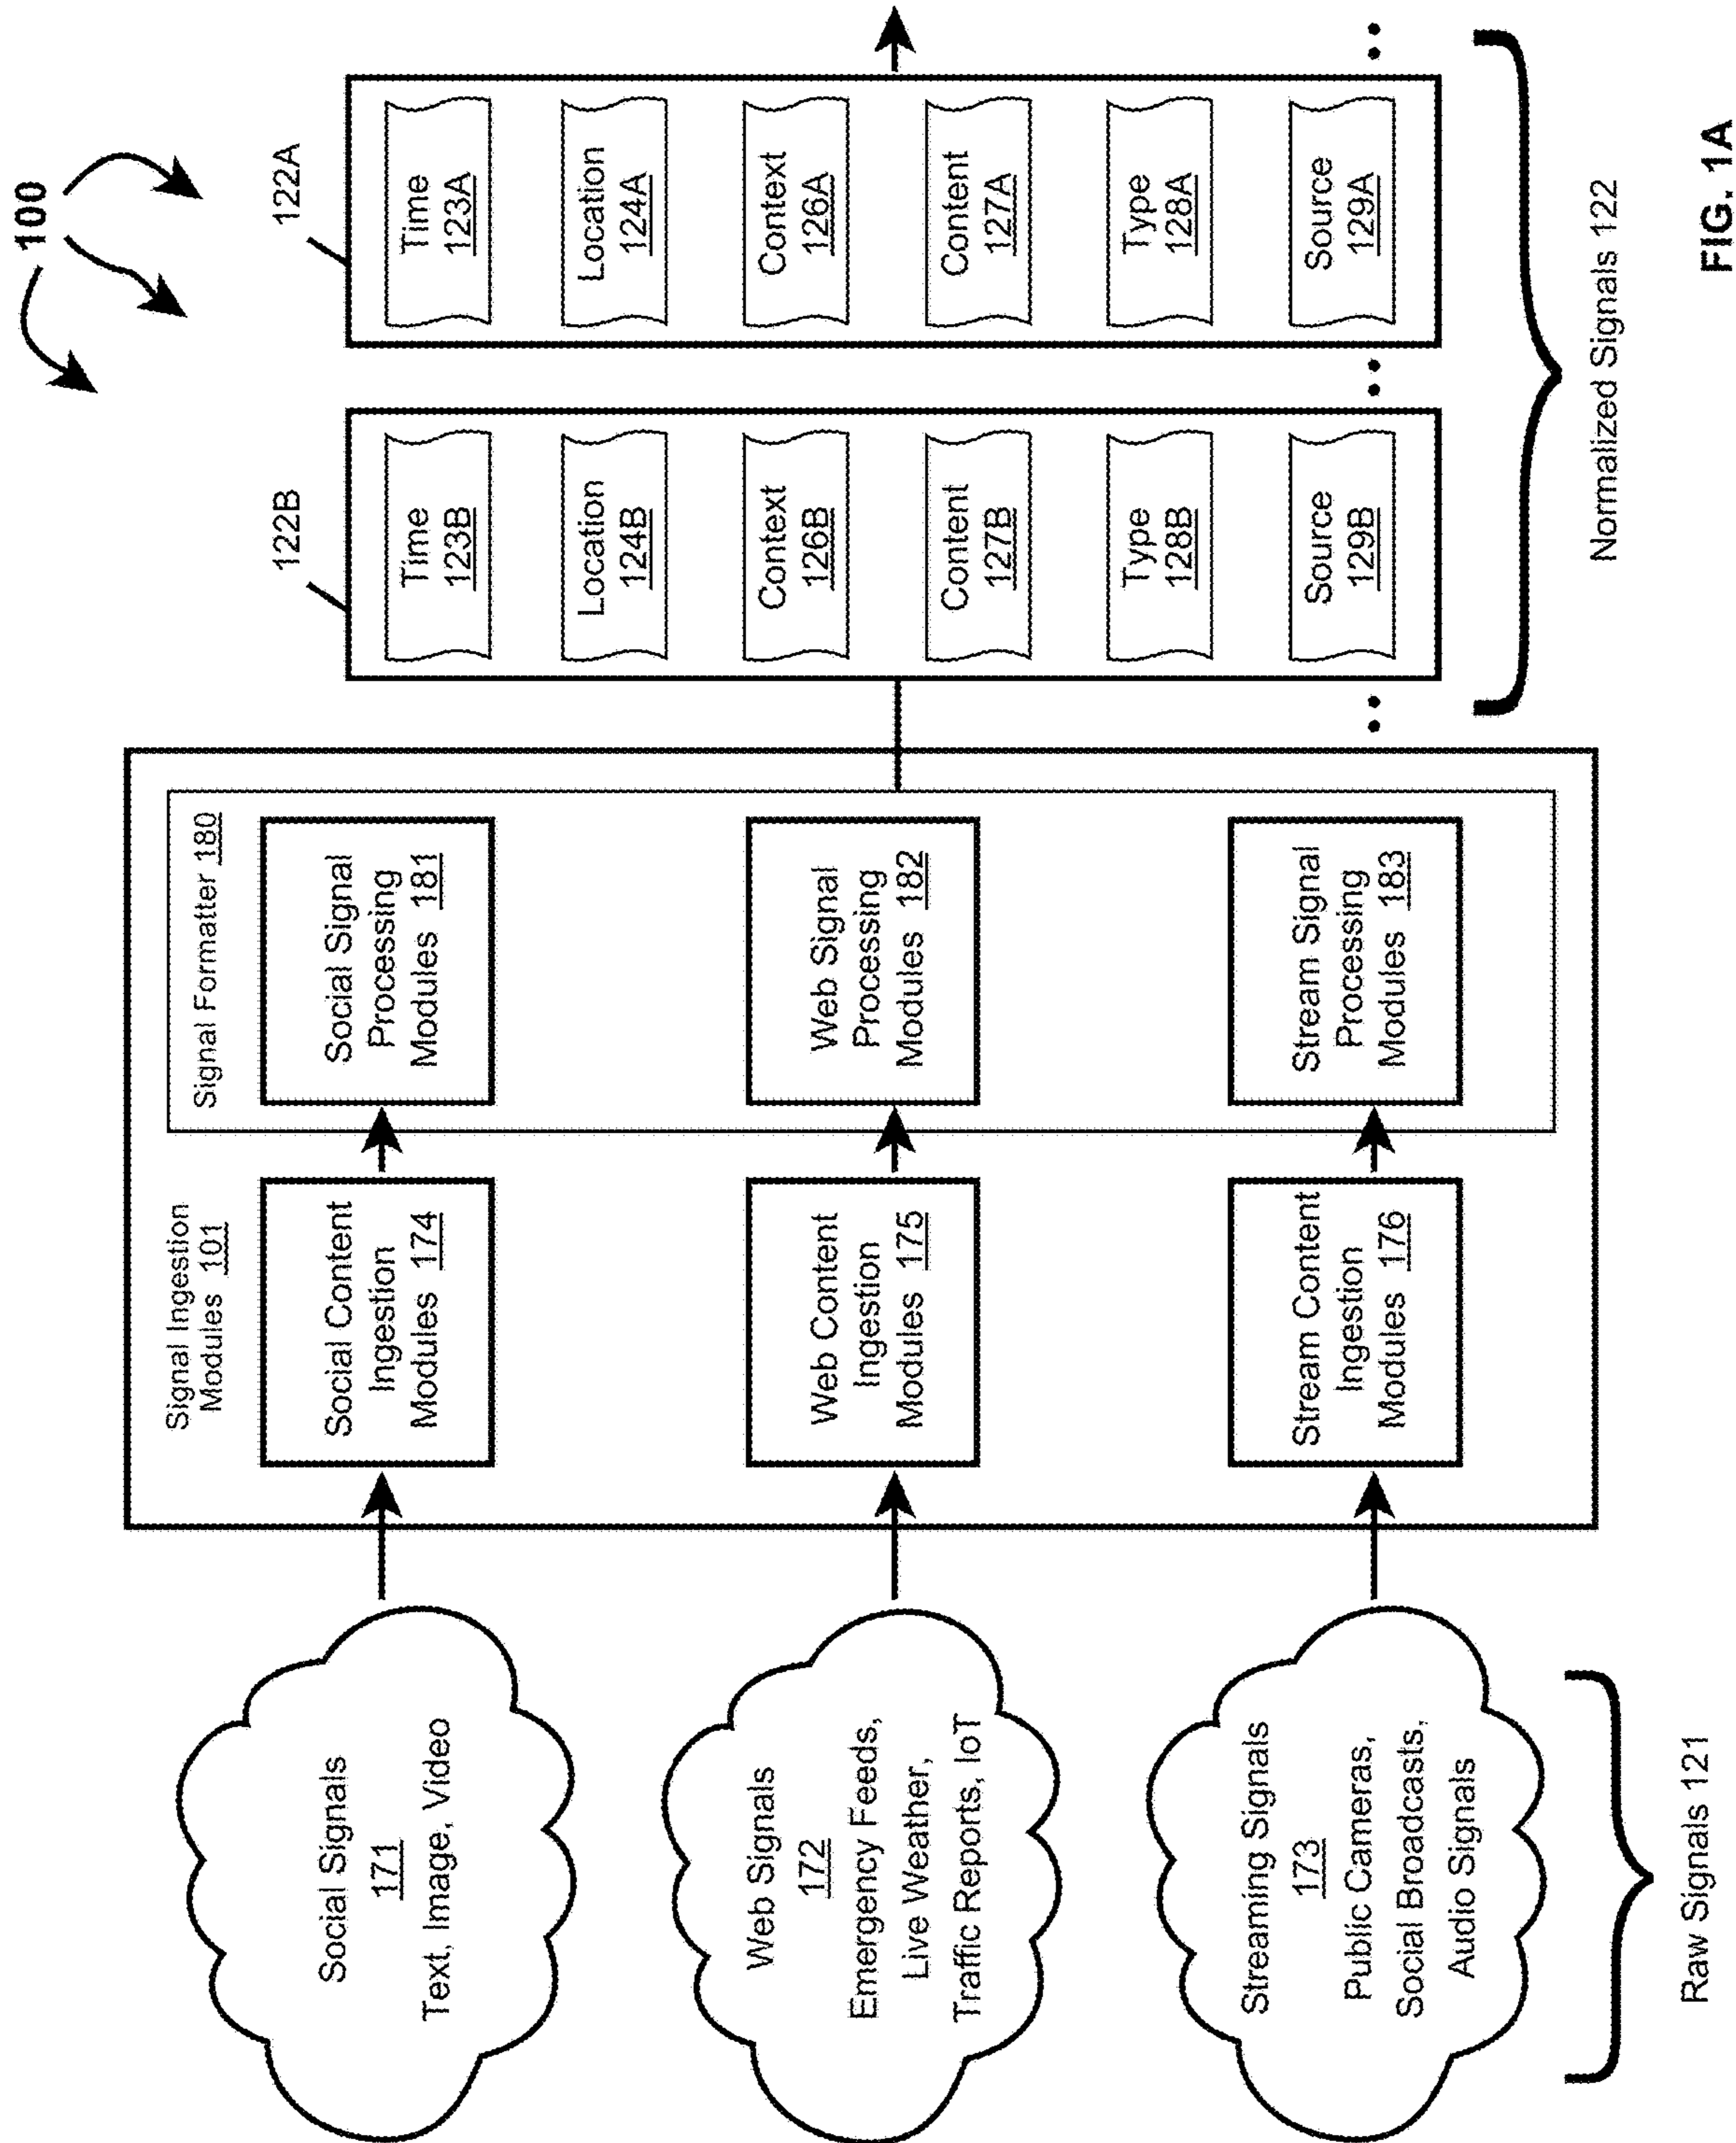 100
Social Signals
171
Text, Image, Video
Web Signals
172
Emergency Feeds,
Live Weather,
Traffic Reports, IoT
Streaming Signals
173
Public Cameras,
Social Broadcasts,
Audio Signals
Raw Signals 121
Signal Ingestion
Modules 101
Social Content
Ingestion
Modules 174
Web Content
Ingestion
Modules 175
Stream Content
Ingestion
Modules 176
Signal Formatter 180
Social Signal
Processing
Modules 181
Web Signal
Processing
Modules 182
Stream Signal
Processing
Modules 183
122B
Time
123B
Location
124B
Context
126B
Content
127B
Type
128B
Source
129B
122A
Time
123A
Location
124A
Context
126A
Content
127A
Type
128A
Source
129A
Normalized Signals 122
FIG. 1A